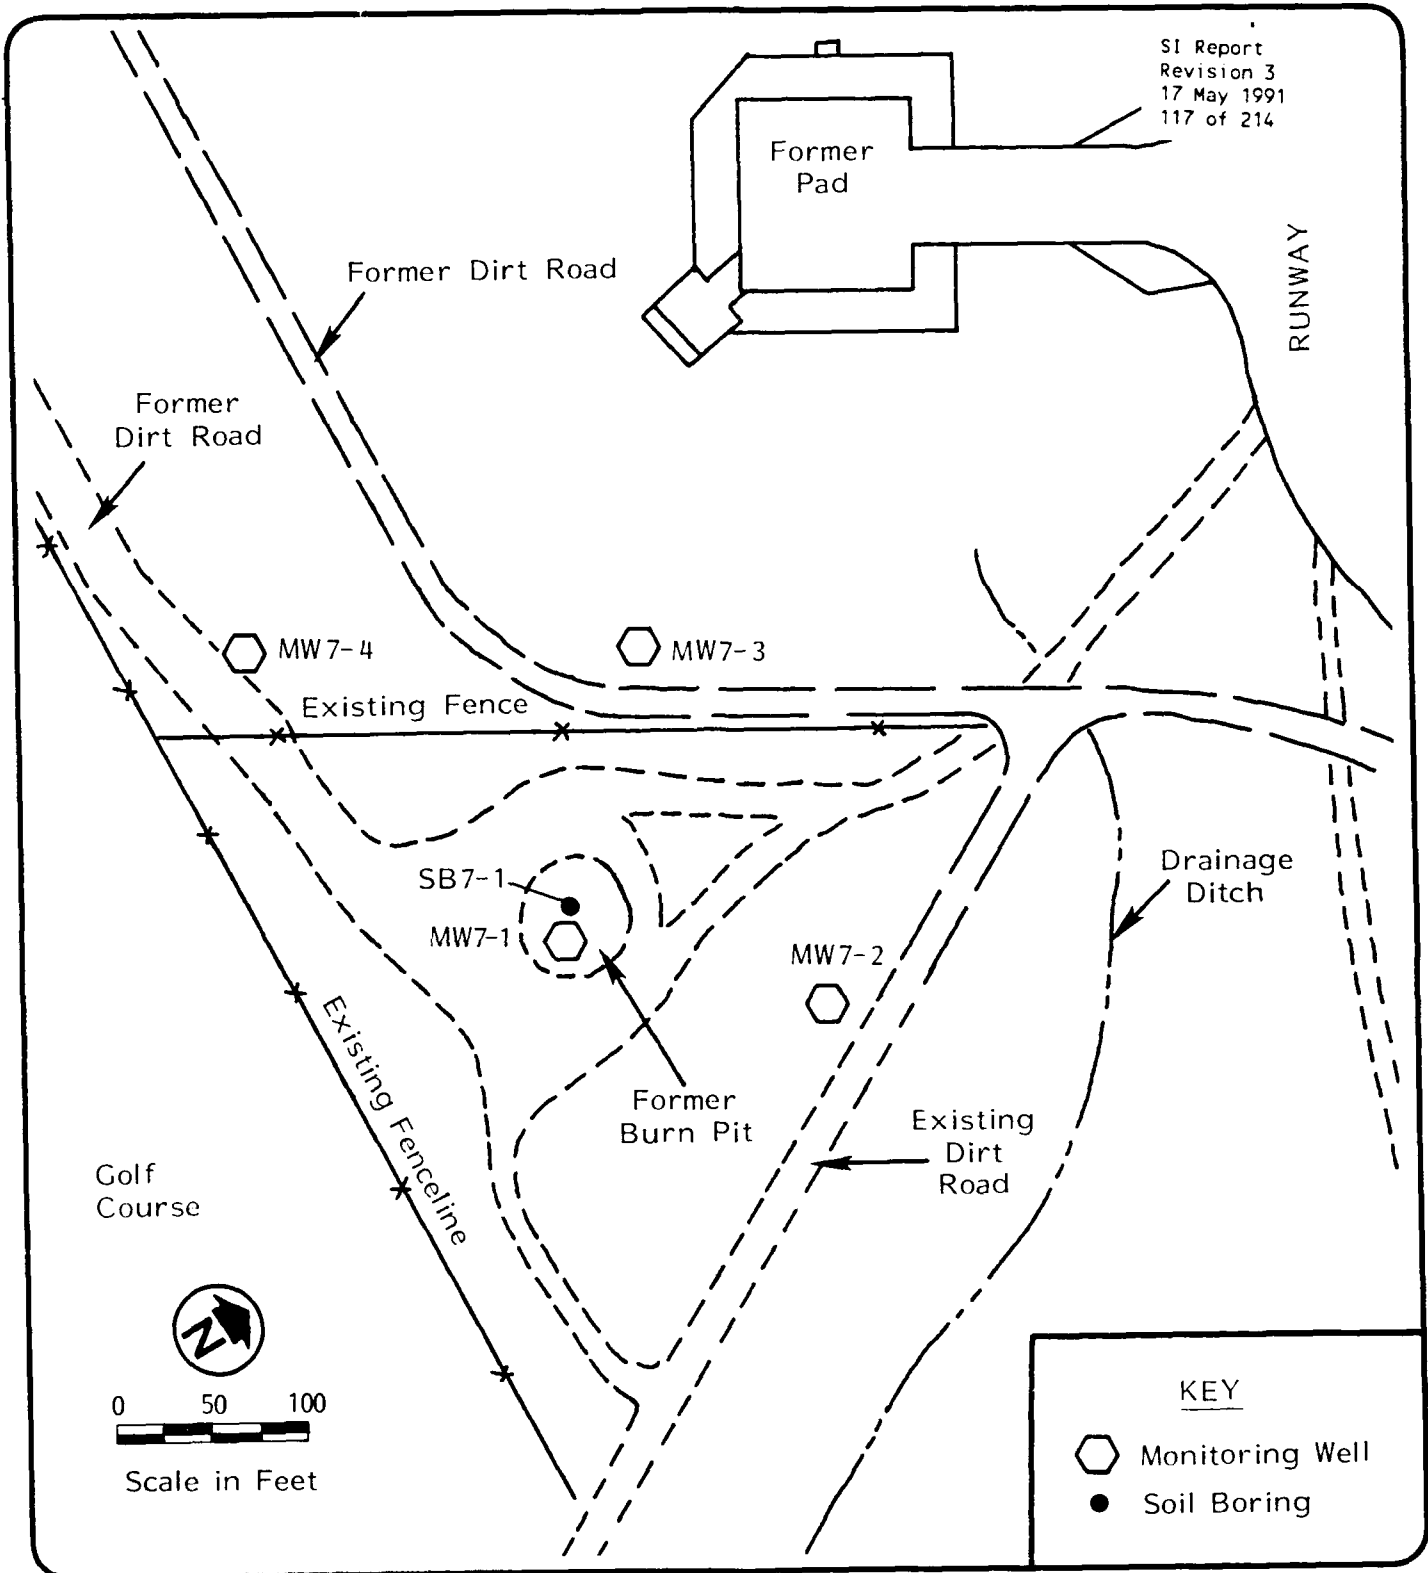 SI Report
Revision 3
17 May 1991
117 of 214
Former
Pad
RUNWAY
Former Dirt Road
Former
Dirt Road
MW7-4
MW7-3
Existing Fence
SB7-1
MW7-1
MW7-2
Drainage
Ditch
Former
Burn Pit
Existing
Dirt
Road
Existing Fenceline
Golf
Course
N
0 50 100
Scale in Feet
KEY
Monitoring Well
Soil Boring